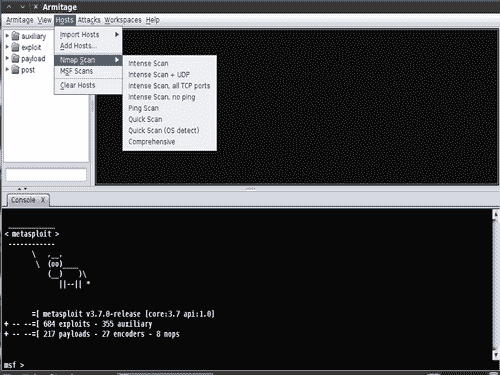 Armitage
Armitage View Hosts Attacks Workspaces Help
auxiliary
exploit
payload
post
Import Hosts
Add Hosts...
Nmap Scan
MSF Scans
Clear Hosts
Intense Scan
Intense Scan + UDP
Intense Scan, all TCP ports
Intense Scan, no ping
Ping Scan
Quick Scan
Quick Scan (OS detect)
Comprehensive
Console X
____________
< metasploit >
------------
\ ,__,
\ (oo)____
(__) )\
||--|| *
=[ metasploit v3.7.0-release [core:3.7 api:1.0]
+ -- --=[ 684 exploits - 355 auxiliary
+ -- --=[ 217 payloads - 27 encoders - 8 nops
msf >